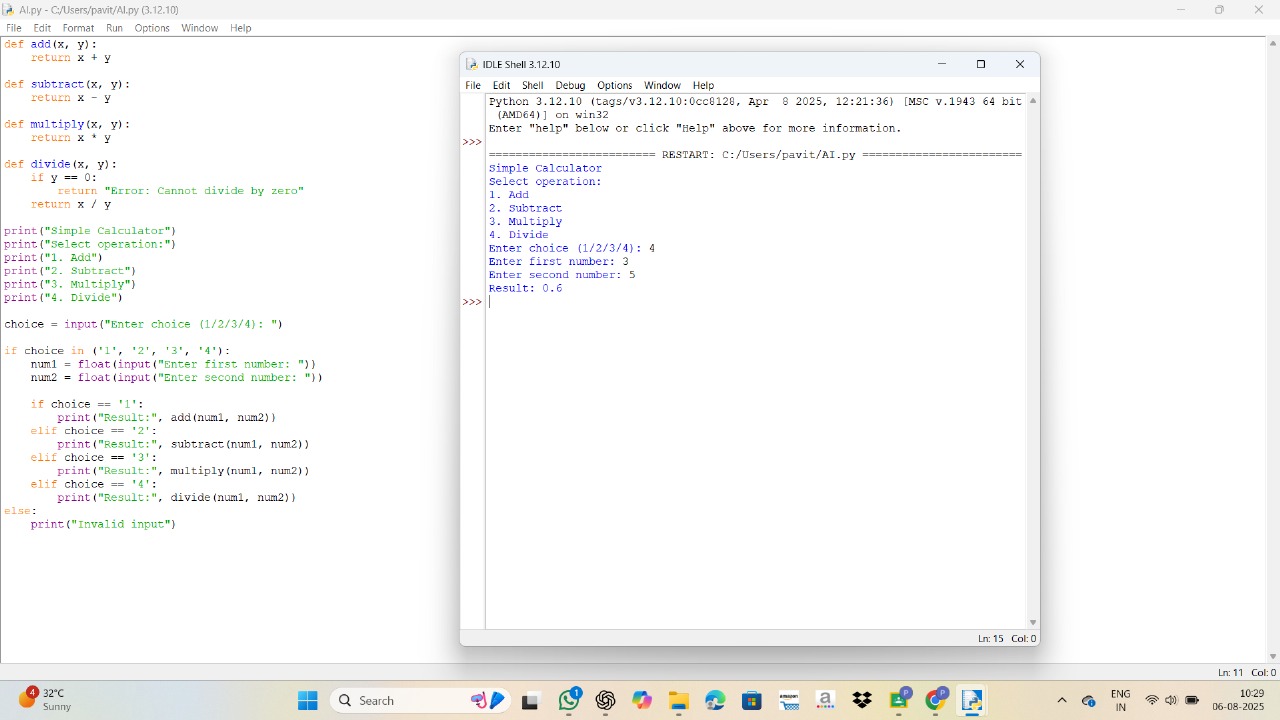 AI.py - C:/Users/pavit/AI.py (3.12.10)
File Edit Format Run Options Window Help
def add(x, y):
    return x + y

def subtract(x, y):
    return x - y

def multiply(x, y):
    return x * y

def divide(x, y):
    if y == 0:
        return "Error: Cannot divide by zero"
    return x / y

print("Simple Calculator")
print("Select operation:")
print("1. Add")
print("2. Subtract")
print("3. Multiply")
print("4. Divide")

choice = input("Enter choice (1/2/3/4): ")

if choice in ('1', '2', '3', '4'):
    num1 = float(input("Enter first number: "))
    num2 = float(input("Enter second number: "))

    if choice == '1':
        print("Result:", add(num1, num2))
    elif choice == '2':
        print("Result:", subtract(num1, num2))
    elif choice == '3':
        print("Result:", multiply(num1, num2))
    elif choice == '4':
        print("Result:", divide(num1, num2))
else:
    print("Invalid input")
IDLE Shell 3.12.10
File Edit Shell Debug Options Window Help
Python 3.12.10 (tags/v3.12.10:0cc8128, Apr  8 2025, 12:21:36) [MSC v.1943 64 bit
 (AMD64)] on win32
Enter "help" below or click "Help" above for more information.
>>>
========================= RESTART: C:/Users/pavit/AI.py ========================
Simple Calculator
Select operation:
1. Add
2. Subtract
3. Multiply
4. Divide
Enter choice (1/2/3/4): 4
Enter first number: 3
Enter second number: 5
Result: 0.6
>>>
Ln: 15 Col: 0
Ln: 11 Col: 0
4
32°C
Sunny
Search
1
amazon
a
P
P
ENG
IN
10:29
06-08-2025